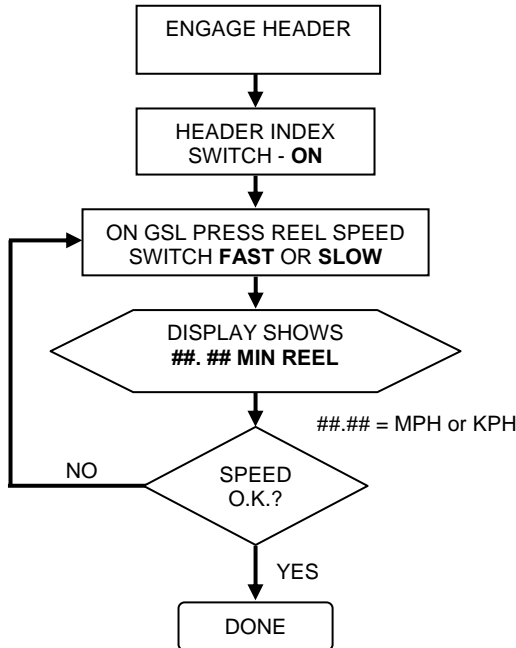 ENGAGE HEADER
HEADER INDEX
SWITCH - ON
ON GSL PRESS REEL SPEED
SWITCH FAST OR SLOW
DISPLAY SHOWS
##. ## MIN REEL
##.## = MPH or KPH
NO
SPEED
O.K.?
YES
DONE